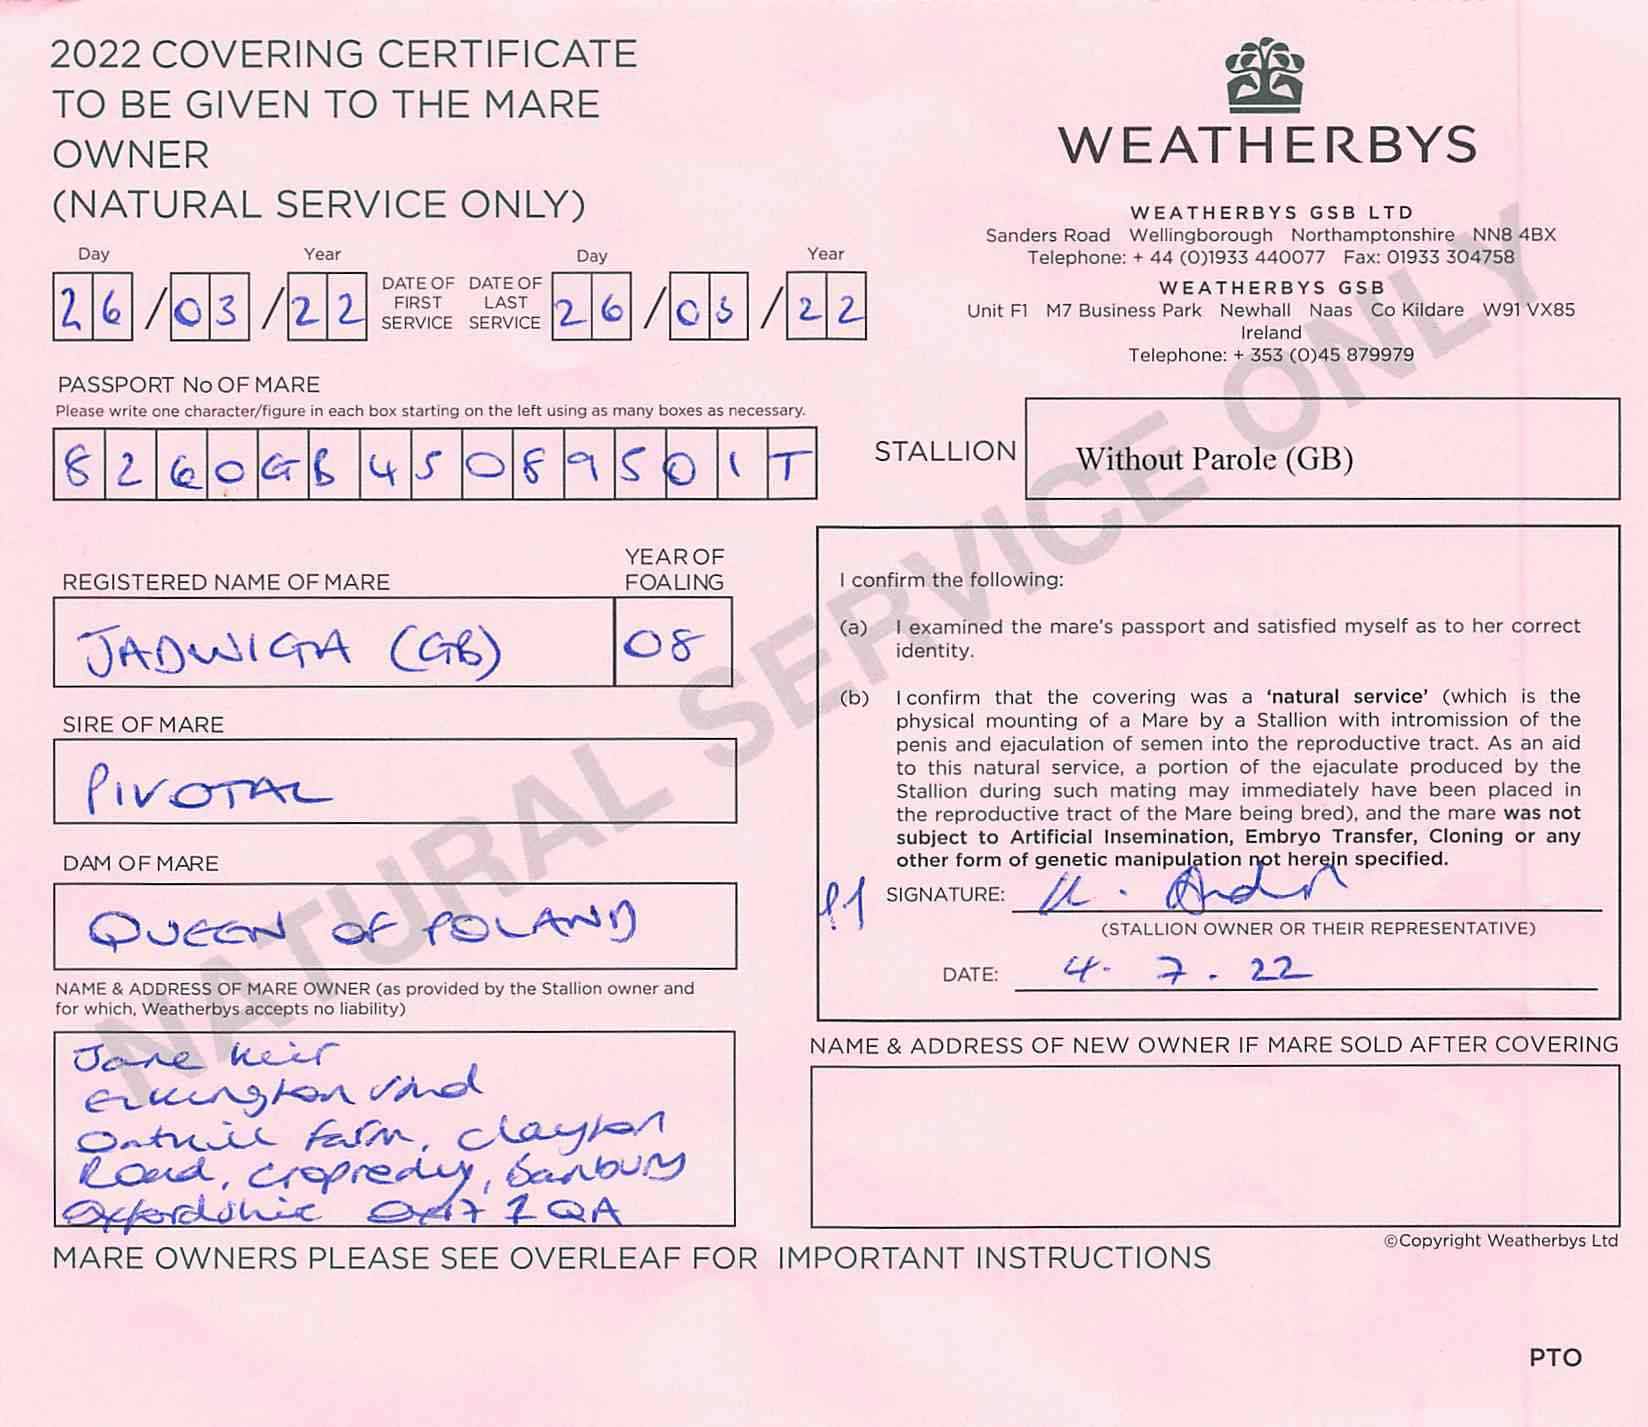 2022 COVERING CERTIFICATE
TO BE GIVEN TO THE MARE
OWNER
(NATURAL SERVICE ONLY)
WEATHERBYS
WEATHERBYS GSB LTD
Sanders Road Wellingborough Northamptonshire NN8 4BX
Telephone: + 44 (0)1933 440077 Fax: 01933 304758
WEATHERBYS GSB
Unit F1 M7 Business Park Newhall Naas Co Kildare W91 VX85
Ireland
Telephone: + 353 (0)45 879979
Day Year
26/03/22
DATE OF FIRST SERVICE
DATE OF LAST SERVICE
Day Year
26/03/22
PASSPORT No OF MARE
Please write one character/figure in each box starting on the left using as many boxes as necessary.
8260GB45089501T
STALLION
Without Parole (GB)
REGISTERED NAME OF MARE
YEAR OF FOALING
JADWIGA (GB)
08
SIRE OF MARE
PIVOTAL
DAM OF MARE
QUEEN OF POLAND
NAME & ADDRESS OF MARE OWNER (as provided by the Stallion owner and
for which, Weatherbys accepts no liability)
Jane Keir
Stud
Farm, Clayton
Road, Cropredy, Banbury
Oxfordshire OX17 1QA
I confirm the following:
(a) I examined the mare's passport and satisfied myself as to her correct
identity.
(b) I confirm that the covering was a 'natural service' (which is the
physical mounting of a Mare by a Stallion with intromission of the
penis and ejaculation of semen into the reproductive tract. As an aid
to this natural service, a portion of the ejaculate produced by the
Stallion during such mating may immediately have been placed in
the reproductive tract of the Mare being bred), and the mare was not
subject to Artificial Insemination, Embryo Transfer, Cloning or any
other form of genetic manipulation not herein specified.
PP SIGNATURE:
(STALLION OWNER OR THEIR REPRESENTATIVE)
DATE: 4. 7. 22
NAME & ADDRESS OF NEW OWNER IF MARE SOLD AFTER COVERING
©Copyright Weatherbys Ltd
MARE OWNERS PLEASE SEE OVERLEAF FOR IMPORTANT INSTRUCTIONS
PTO
NATURAL SERVICE ONLY